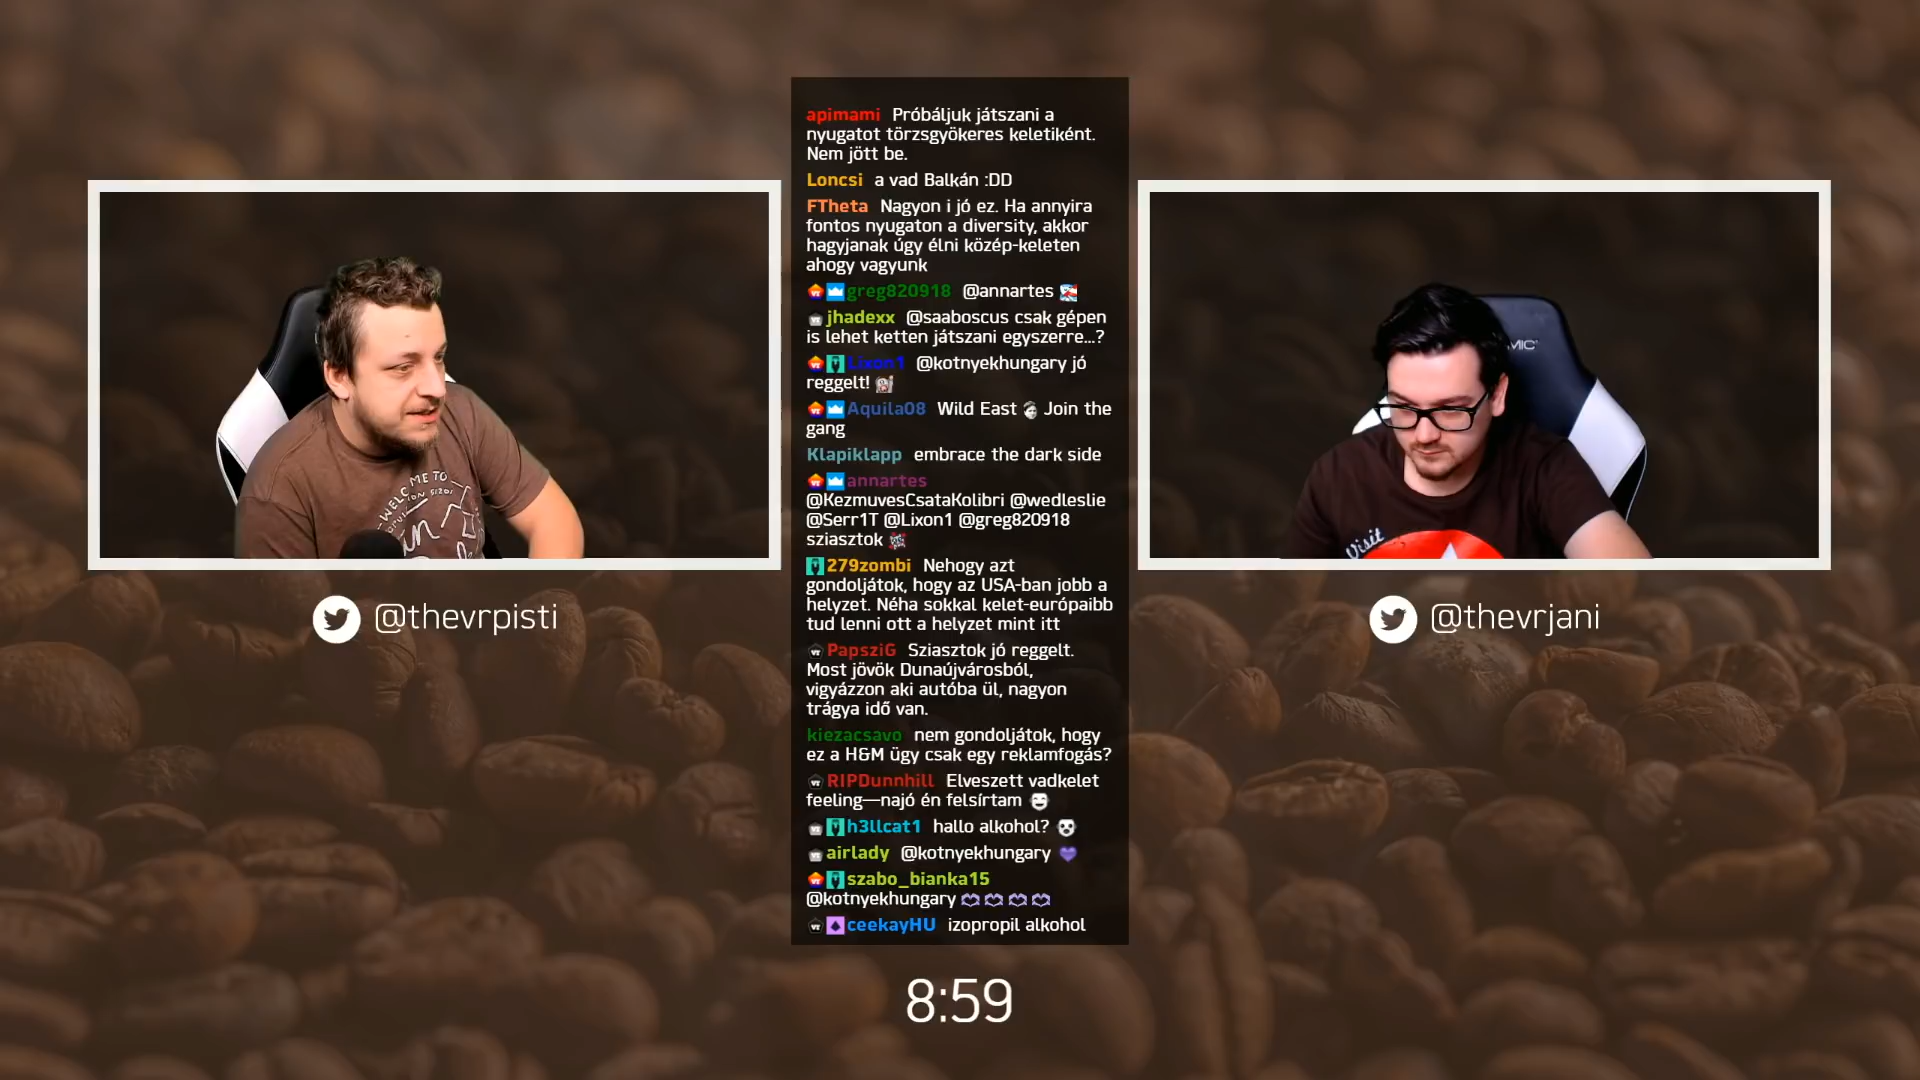 apimami Próbáljuk játszani a
nyugatot törzsgyökeres keletiként.
Nem jött be.
Loncsi a vad Balkán :DD
FTheta Nagyon i jó ez. Ha annyira
fontos nyugaton a diversity, akkor
hagyjanak úgy élni közép-keleten
ahogy vagyunk
greg820918 @annartes
jhadexx @saaboscus csak gépen
is lehet ketten játszani egyszerre...?
Lixon1 @kotnyekhungary jó
reggelt!
Aquila08 Wild East Join the
gang
Klapiklapp embrace the dark side
annartes
@KezmuvesCsataKolibri @wedleslie
@Serr1T @Lixon1 @greg820918
sziasztok
279zombi Nehogy azt
gondoljátok, hogy az USA-ban jobb a
helyzet. Néha sokkal kelet-európaibb
tud lenni ott a helyzet mint itt
PapsziG Sziasztok jó reggelt.
Most jövök Dunaújvárosból,
vigyázzon aki autóba ül, nagyon
trágya idő van.
kiezacsavo nem gondoljátok, hogy
ez a H&M ügy csak egy reklamfogás?
RIPDunnhill Elveszett vadkelet
feeling—najó én felsírtam
h3llcat1 hallo alkohol?
airlady @kotnyekhungary
szabo_bianka15
@kotnyekhungary
ceekayHU izopropil alkohol
8:59
WELCOME TO
@thevrpisti
MIC
Visit
@thevrjani